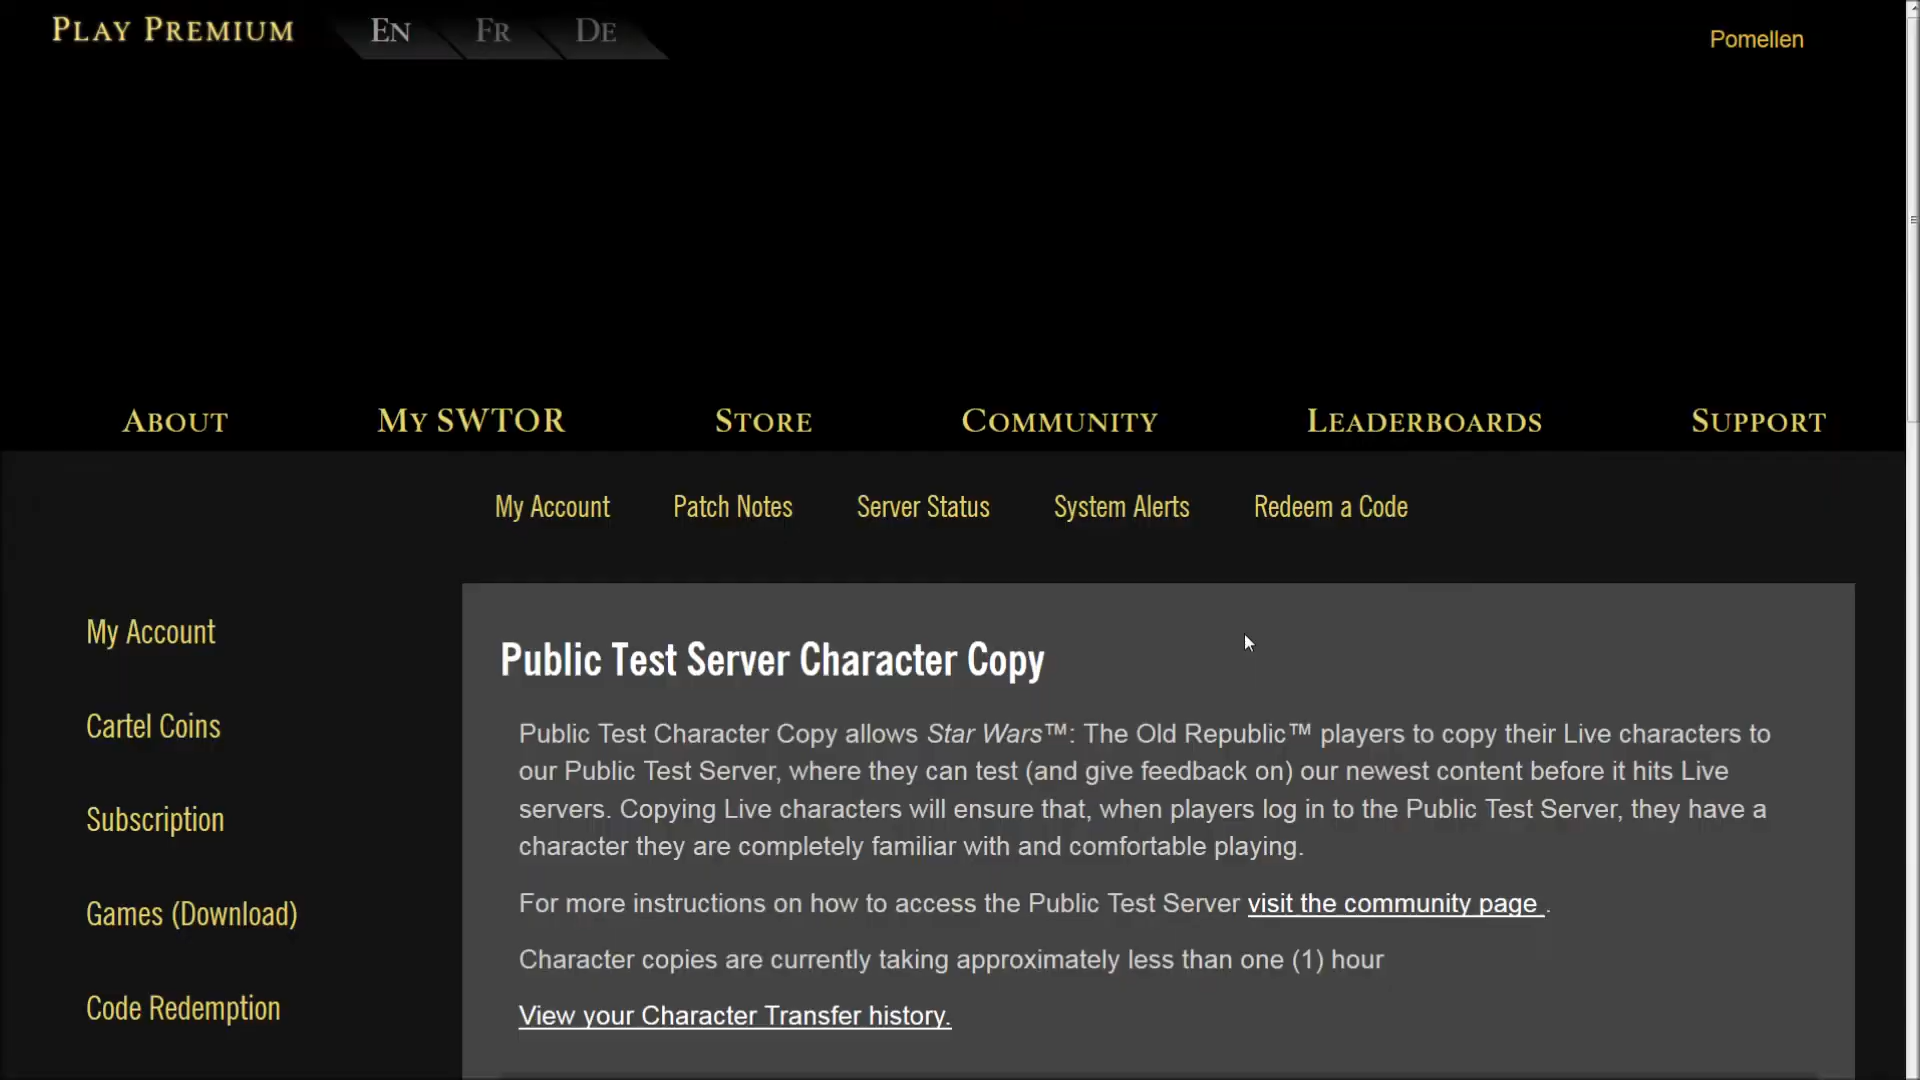 PLAY PREMIUM EN FR DE Pomellen
ABOUT MY SWTOR STORE COMMUNITY LEADERBOARDS SUPPORT
My Account Patch Notes Server Status System Alerts Redeem a Code
My Account
Cartel Coins
Subscription
Games (Download)
Code Redemption
Public Test Server Character Copy
Public Test Character Copy allows Star Wars™: The Old Republic™ players to copy their Live characters to
our Public Test Server, where they can test (and give feedback on) our newest content before it hits Live
servers. Copying Live characters will ensure that, when players log in to the Public Test Server, they have a
character they are completely familiar with and comfortable playing.
For more instructions on how to access the Public Test Server visit the community page .
Character copies are currently taking approximately less than one (1) hour
View your Character Transfer history.